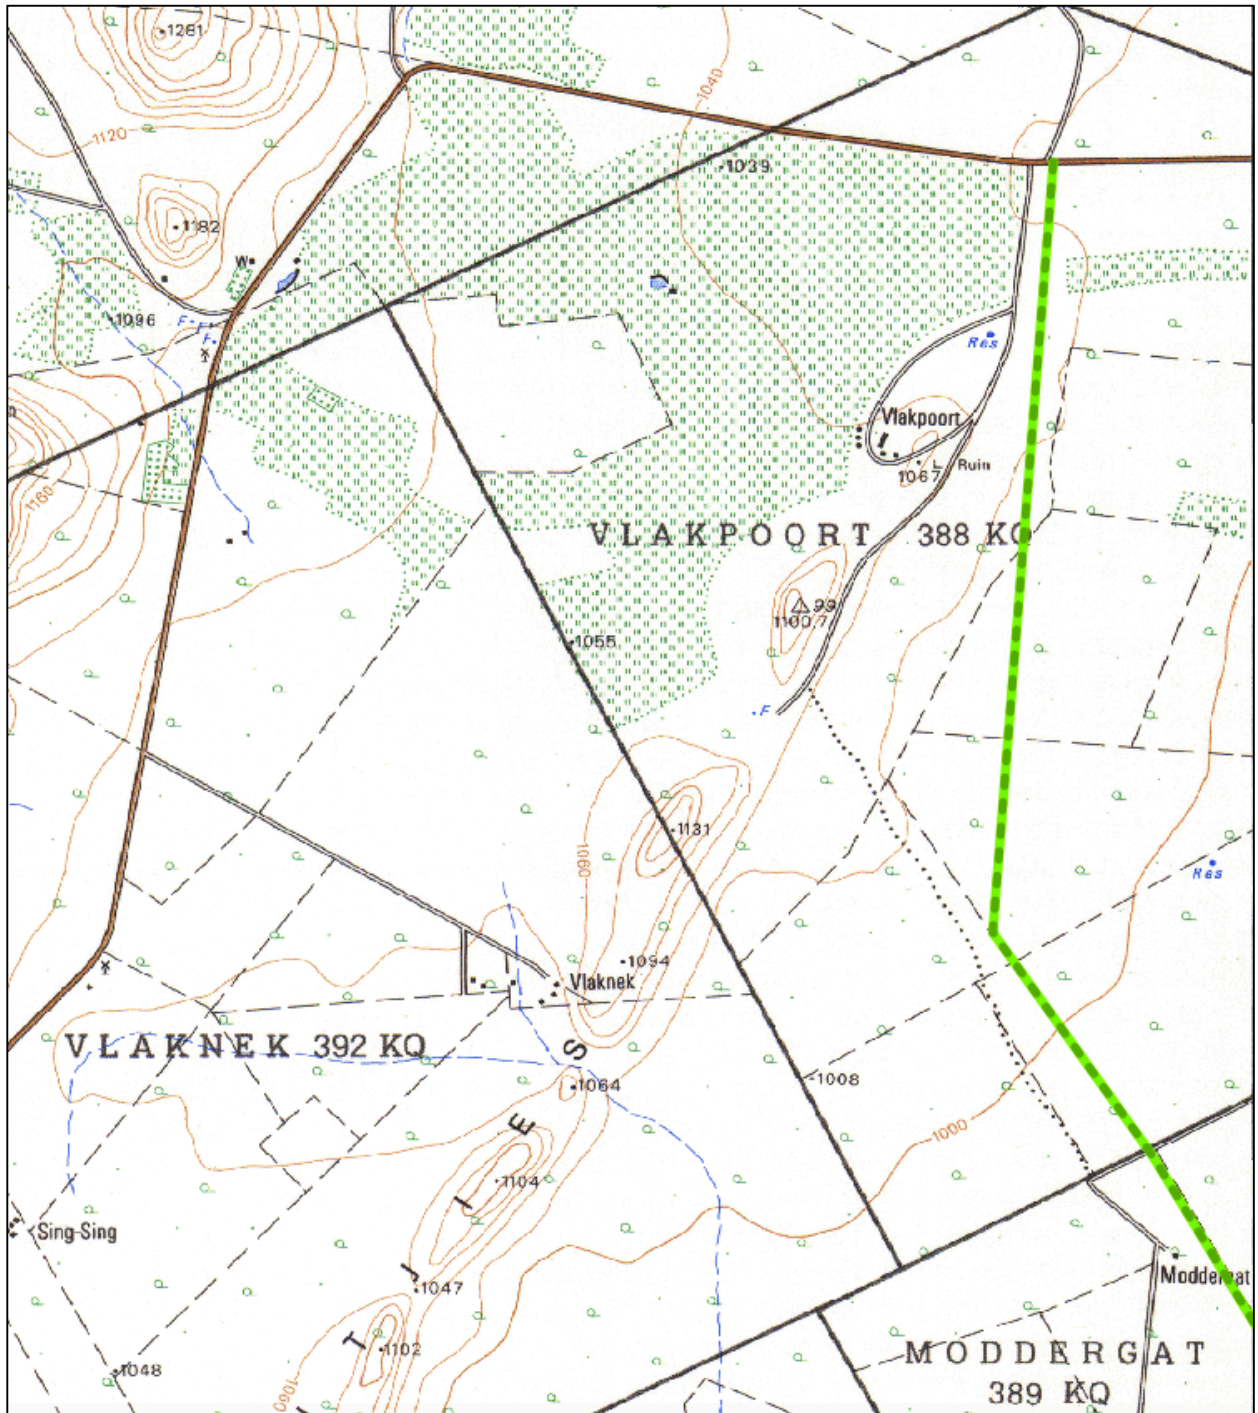 1281
1040
1120
1039
1182
W
1096
F
F
F
Res
Vlakpoort
1067
Ruin
1160
VLAKPOORT 388 KQ
99
1100,7
1055
F
1131
1060
Res
1094
Vlaknek
VLAKNEK 392 KQ
S
1064
1008
E
1000
I
1104
Sing-Sing
J
1047
Moddergat
T
1102
1048
1060
MODDERGAT
389 KQ